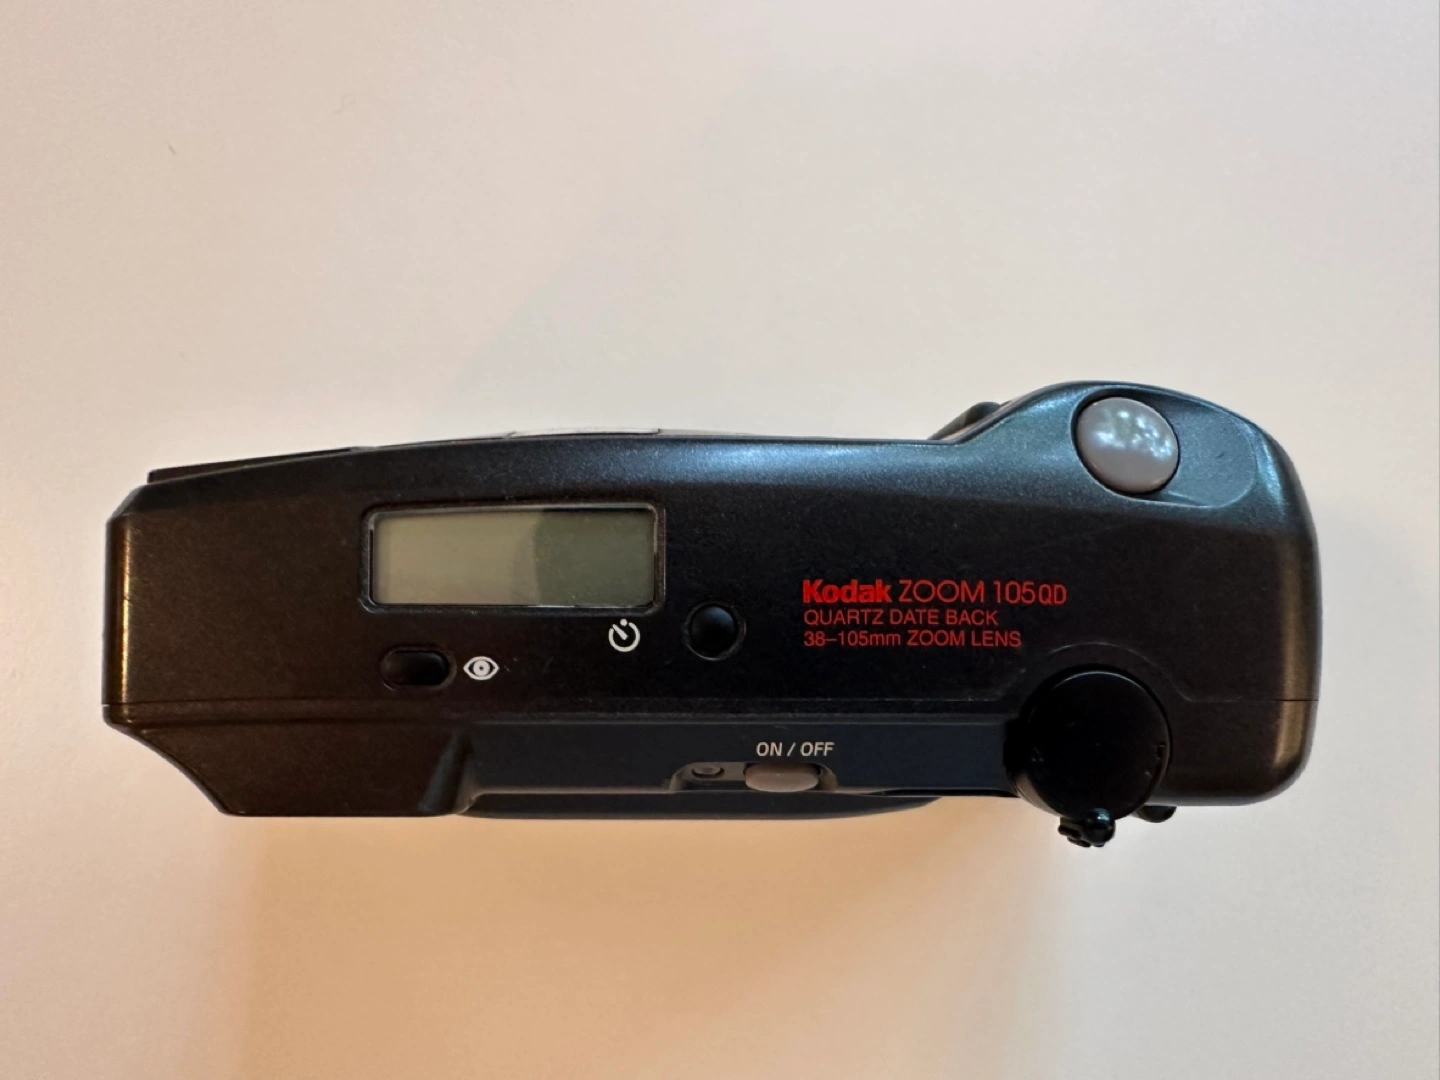 Kodak ZOOM 105QD
QUARTZ DATE BACK
38–105mm ZOOM LENS
ON / OFF